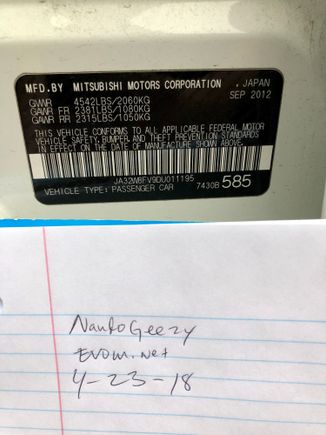 MFD.BY MITSUBISHI MOTORS CORPORATION , JAPAN
SEP 2012
GVWR 4542LBS/2060KG
GAWR FR 2381LBS/1080KG
GAWR RR 2315LBS/1050KG
THIS VEHICLE CONFORMS TO ALL APPLICABLE FEDERAL MOTOR
VEHICLE SAFETY, BUMPER AND THEFT PREVENTION STANDARDS
IN EFFECT ON THE DATE OF MANUFACTURE SHOWN ABOVE.
JA32W8FV9DU011195
VEHICLE TYPE: PASSENGER CAR 7430B 585
NantoGeezy
Evom.net
4-23-18